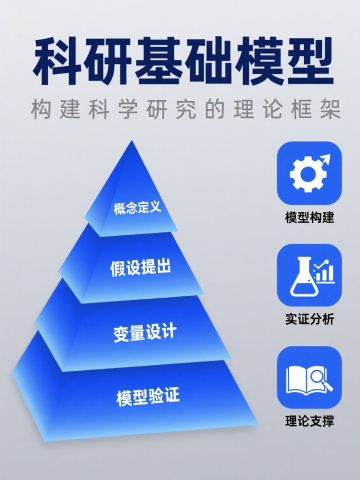 科研基础模型
构建科学研究的理论框架
概念定义
假设提出
变量设计
模型验证
模型构建
实证分析
理论支撑